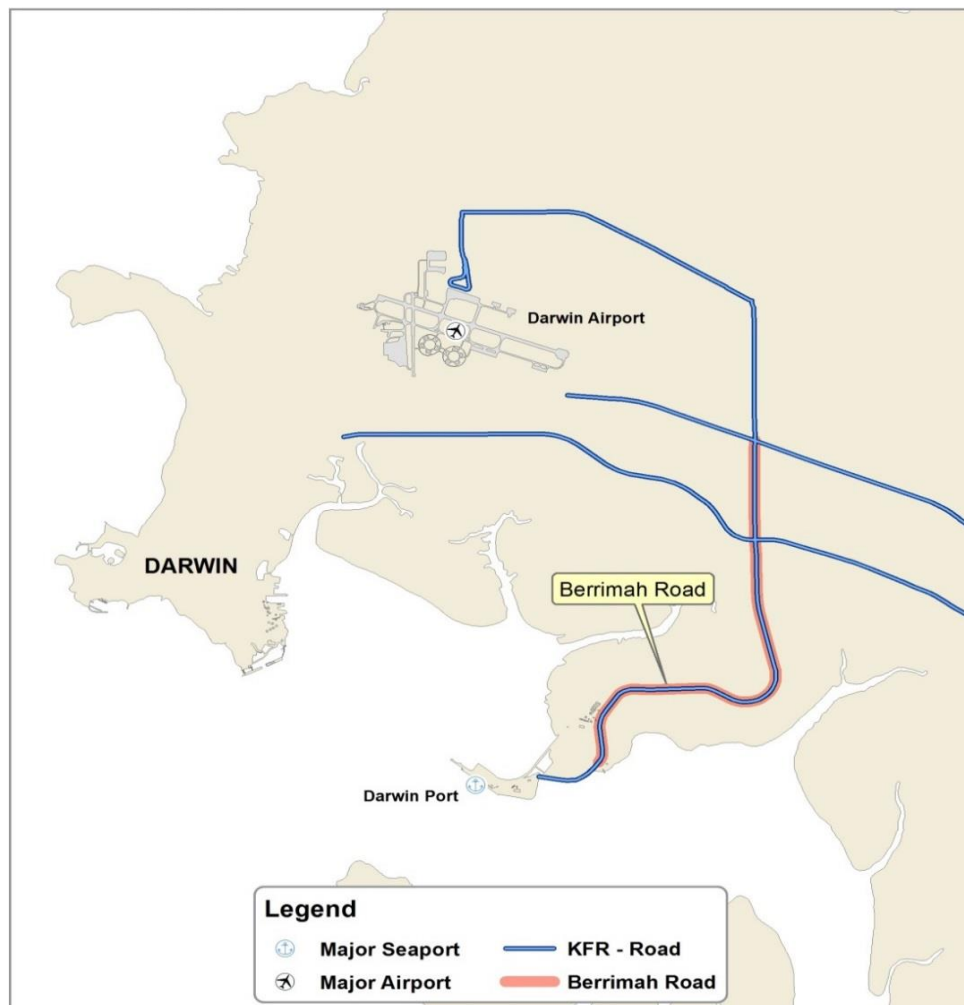 Darwin Airport
DARWIN
Berrimah Road
Darwin Port
Legend
Major Seaport
KFR - Road
Major Airport
Berrimah Road